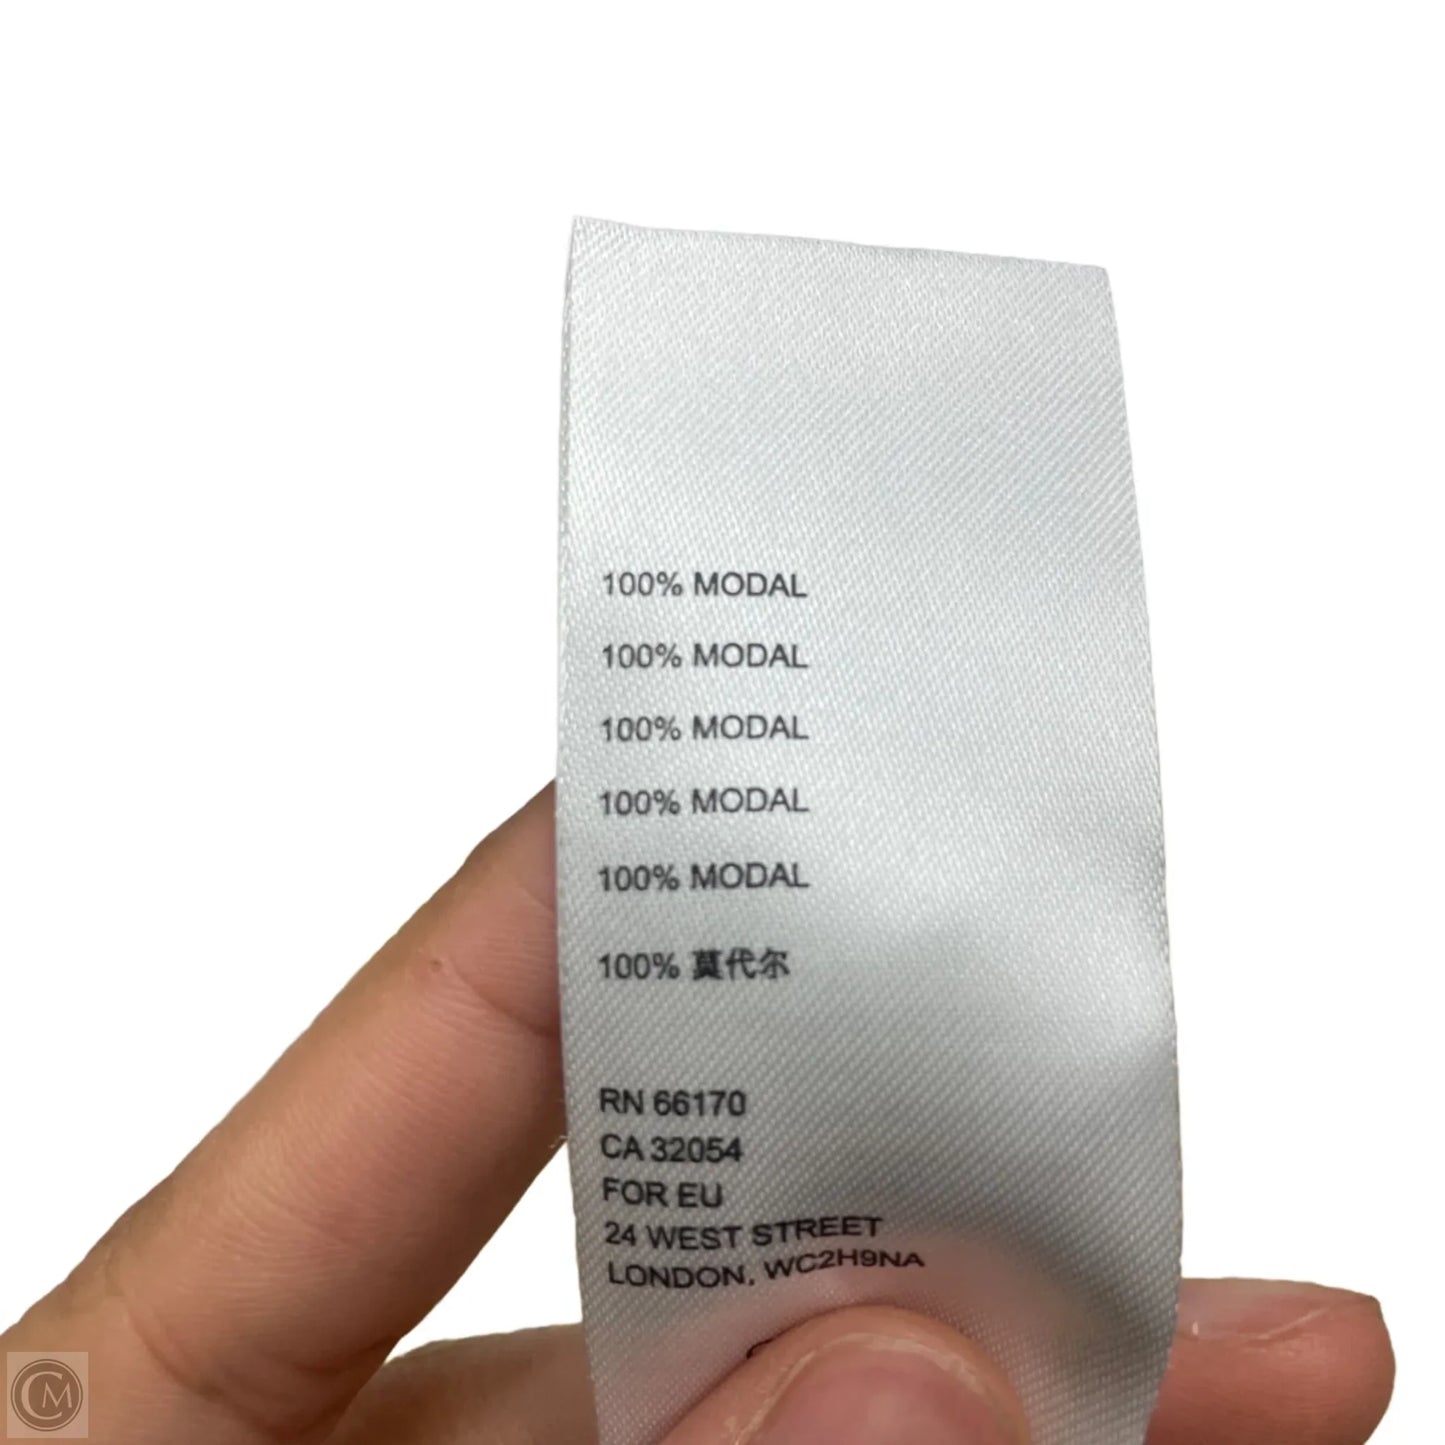 100% MODAL
100% MODAL
100% MODAL
100% MODAL
100% MODAL
100% 莫代尔
RN 66170
CA 32054
FOR EU
24 WEST STREET
LONDON, WC2H9NA
CM